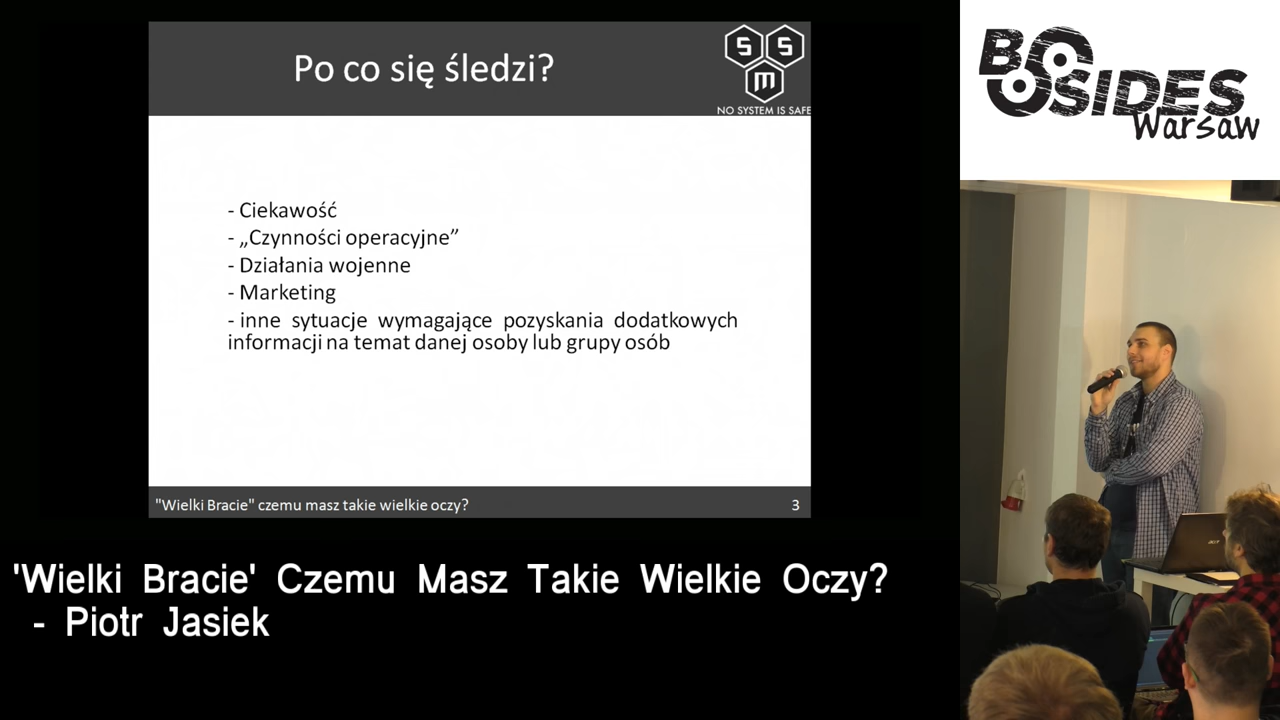 Po co się śledzi?
S S
m
NO SYSTEM IS SAFE
- Ciekawość
- „Czynności operacyjne”
- Działania wojenne
- Marketing
- inne sytuacje wymagające pozyskania dodatkowych
informacji na temat danej osoby lub grupy osób
"Wielki Bracie" czemu masz takie wielkie oczy? 3
'Wielki Bracie' Czemu Masz Takie Wielkie Oczy?
- Piotr Jasiek
BSIDES
Warsaw
acer